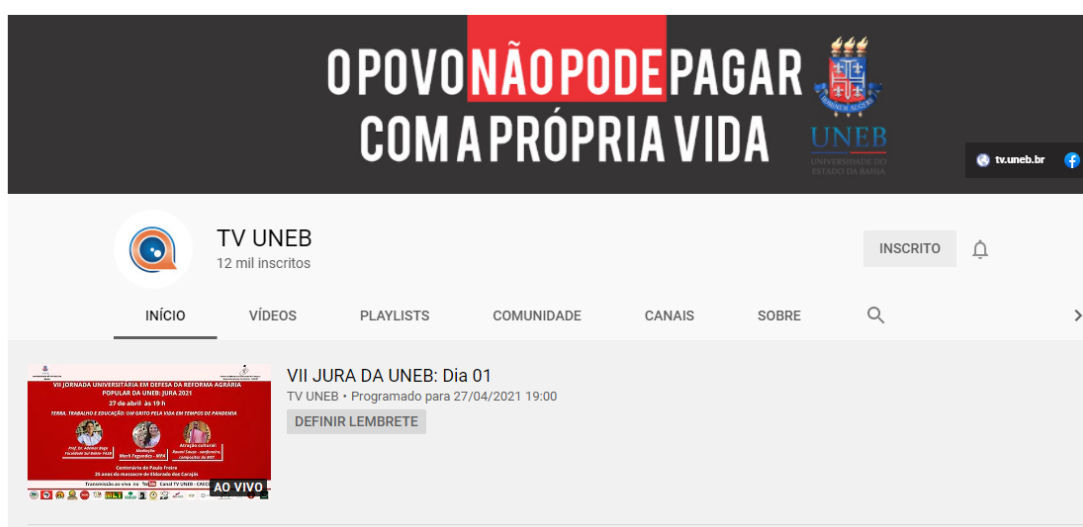 O POVO NÃO PODE PAGAR
COM A PRÓPRIA VIDA
UNEB
UNIVERSIDADE DO
ESTADO DA BAHIA
tv.uneb.br
TV UNEB
12 mil inscritos
INSCRITO
INÍCIO VÍDEOS PLAYLISTS COMUNIDADE CANAIS SOBRE
VII JORNADA UNIVERSITÁRIA EM DEFESA DA REFORMA AGRÁRIA
POPULAR DA UNEB: JURA 2021
27 de abril às 19 h
TERRA, TRABALHO E EDUCAÇÃO: UM GRITO PELA VIDA EM TEMPOS DE PANDEMIA
Atração cultural:
Mediação:
Centenário de Paulo Freire
25 anos do massacre de Eldorado dos Carajás
AO VIVO
VII JURA DA UNEB: Dia 01
TV UNEB • Programado para 27/04/2021 19:00
DEFINIR LEMBRETE